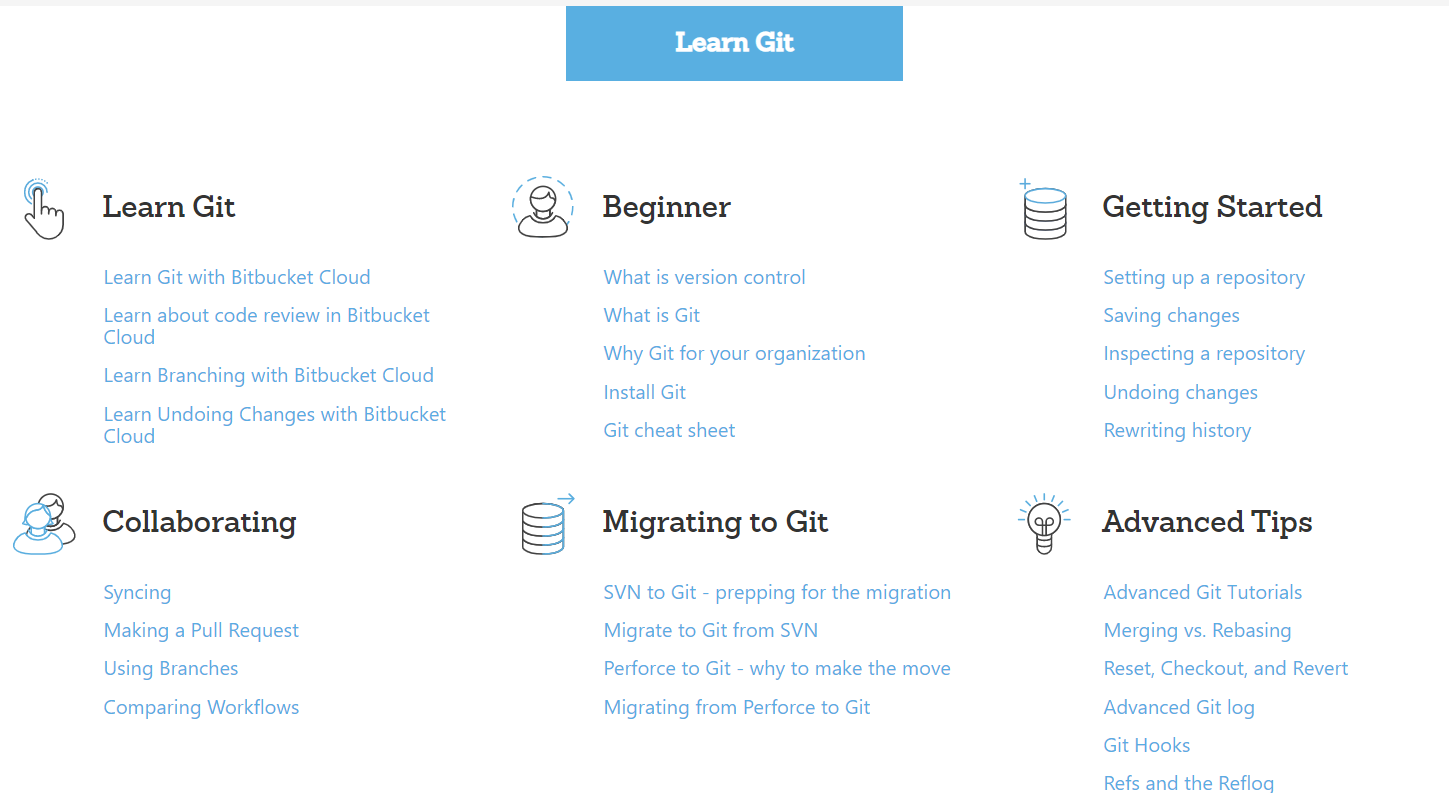 Learn Git
Learn Git
Learn Git with Bitbucket Cloud
Learn about code review in Bitbucket
Cloud
Learn Branching with Bitbucket Cloud
Learn Undoing Changes with Bitbucket
Cloud
Beginner
What is version control
What is Git
Why Git for your organization
Install Git
Git cheat sheet
Getting Started
Setting up a repository
Saving changes
Inspecting a repository
Undoing changes
Rewriting history
Collaborating
Syncing
Making a Pull Request
Using Branches
Comparing Workflows
Migrating to Git
SVN to Git - prepping for the migration
Migrate to Git from SVN
Perforce to Git - why to make the move
Migrating from Perforce to Git
Advanced Tips
Advanced Git Tutorials
Merging vs. Rebasing
Reset, Checkout, and Revert
Advanced Git log
Git Hooks
Refs and the Reflog